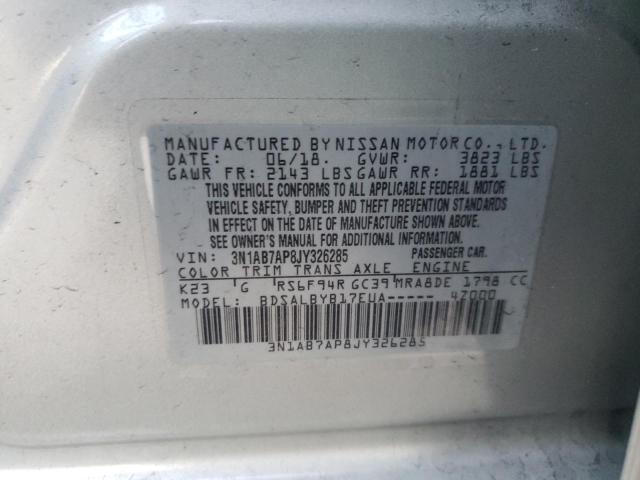 MANUFACTURED BY NISSAN MOTOR CO., LTD.
DATE: 06/18. GVWR: 3823 LBS
GAWR FR: 2143 LBS GAWR RR: 1881 LBS
THIS VEHICLE CONFORMS TO ALL APPLICABLE FEDERAL MOTOR
VEHICLE SAFETY, BUMPER AND THEFT PREVENTION STANDARDS
IN EFFECT ON THE DATE OF MANUFACTURE SHOWN ABOVE.
SEE OWNER'S MANUAL FOR ADDITIONAL INFORMATION.
VIN: 3N1AB7AP8JY326285 PASSENGER CAR.
COLOR TRIM TRANS AXLE ENGINE
K23 G RS6F94R GC39 MRA8DE 1798 CC
MODEL: BDSALBYB17EUA----- 4Z000
3N1AB7AP8JY326285